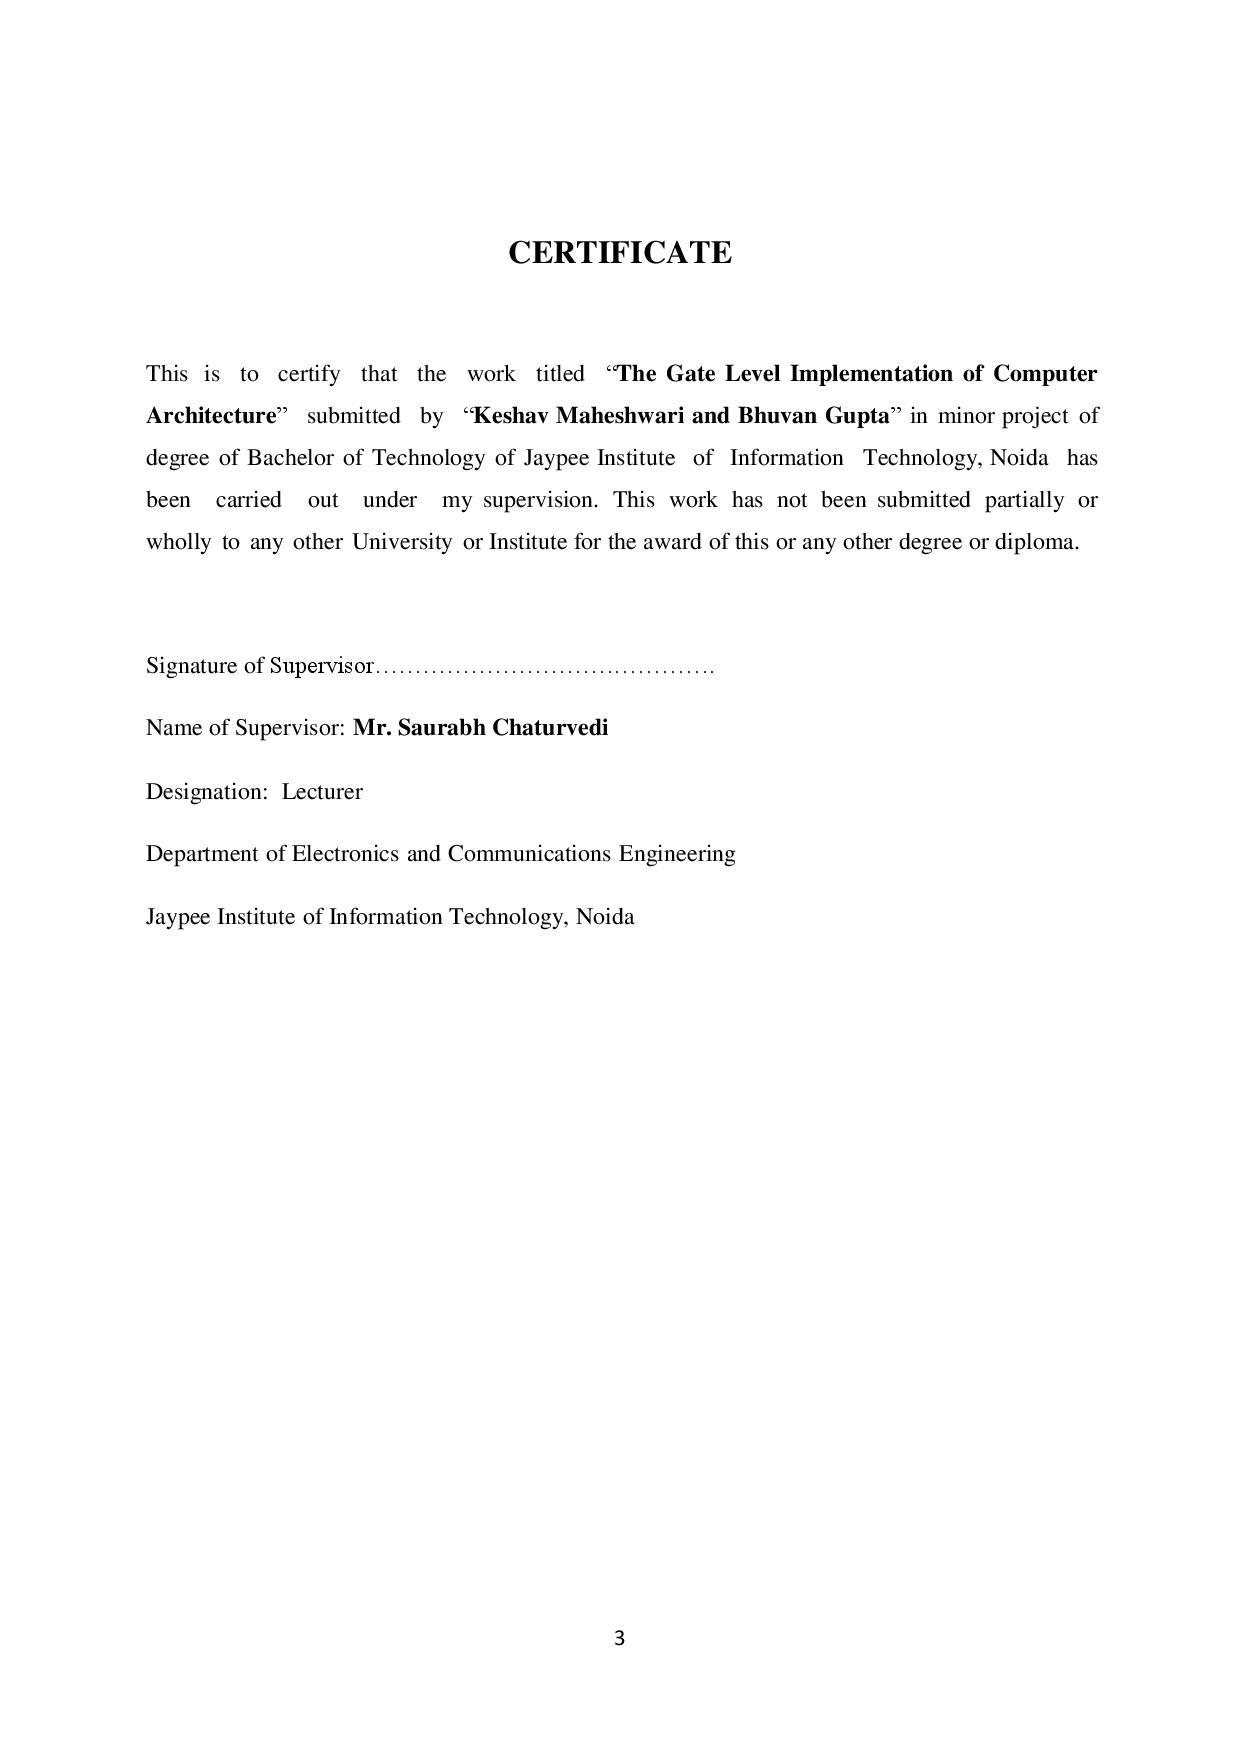 CERTIFICATE
This is to certify that the work titled “The Gate Level Implementation of Computer
Architecture” submitted by “Keshav Maheshwari and Bhuvan Gupta” in minor project of
degree of Bachelor of Technology of Jaypee Institute of Information Technology, Noida has
been carried out under my supervision. This work has not been submitted partially or
wholly to any other University or Institute for the award of this or any other degree or diploma.
Signature of Supervisor…………………………………….
Name of Supervisor: Mr. Saurabh Chaturvedi
Designation: Lecturer
Department of Electronics and Communications Engineering
Jaypee Institute of Information Technology, Noida
3